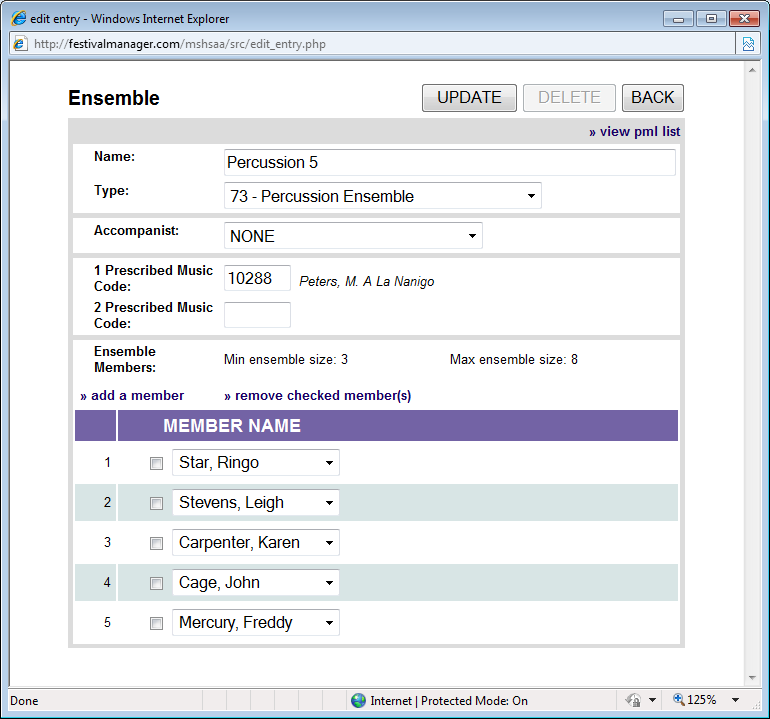 edit entry - Windows Internet Explorer
http://festivalmanager.com/mshsaa/src/edit_entry.php
Ensemble UPDATE DELETE BACK
» view pml list
Name: Percussion 5
Type: 73 - Percussion Ensemble
Accompanist: NONE
1 Prescribed Music
Code: 10288 Peters, M. A La Nanigo
2 Prescribed Music
Code:
Ensemble
Members: Min ensemble size: 3 Max ensemble size: 8
» add a member » remove checked member(s)
MEMBER NAME
1 Star, Ringo
2 Stevens, Leigh
3 Carpenter, Karen
4 Cage, John
5 Mercury, Freddy
Done Internet | Protected Mode: On 125%